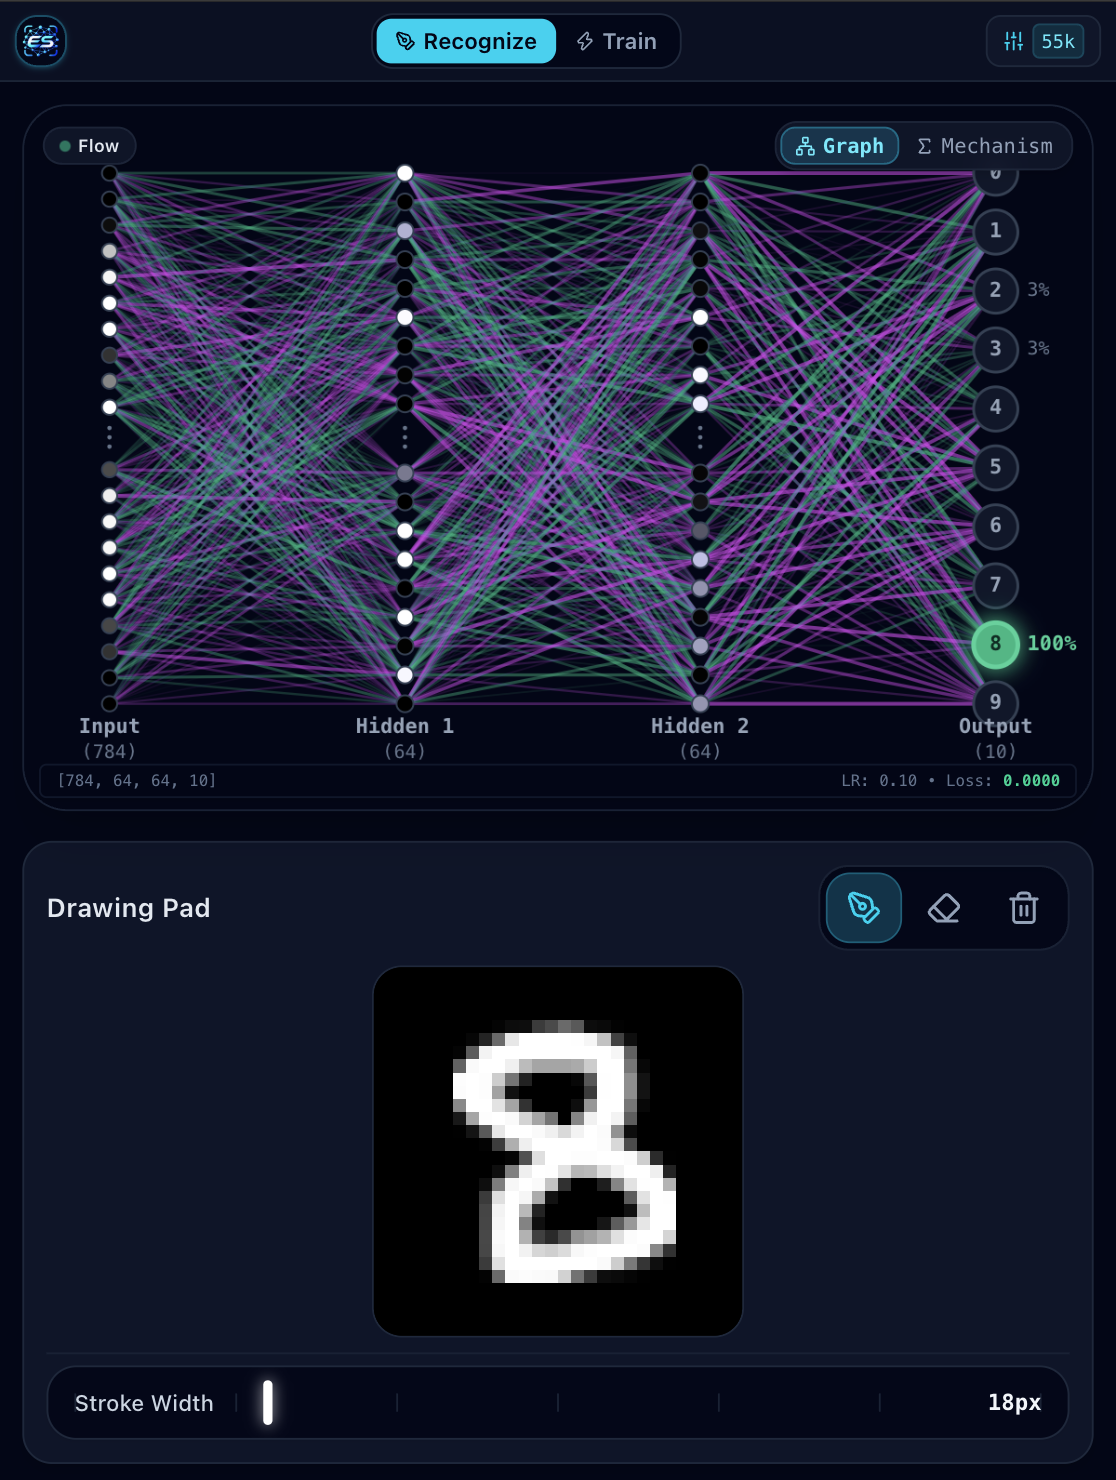 ES
Recognize
Train
55k
Flow
Graph
Σ Mechanism
0
1
2 3%
3 3%
4
5
6
7
8 100%
9
Input
(784)
Hidden 1
(64)
Hidden 2
(64)
Output
(10)
[784, 64, 64, 10]
LR: 0.10 • Loss: 0.0000
Drawing Pad
8
Stroke Width
18px